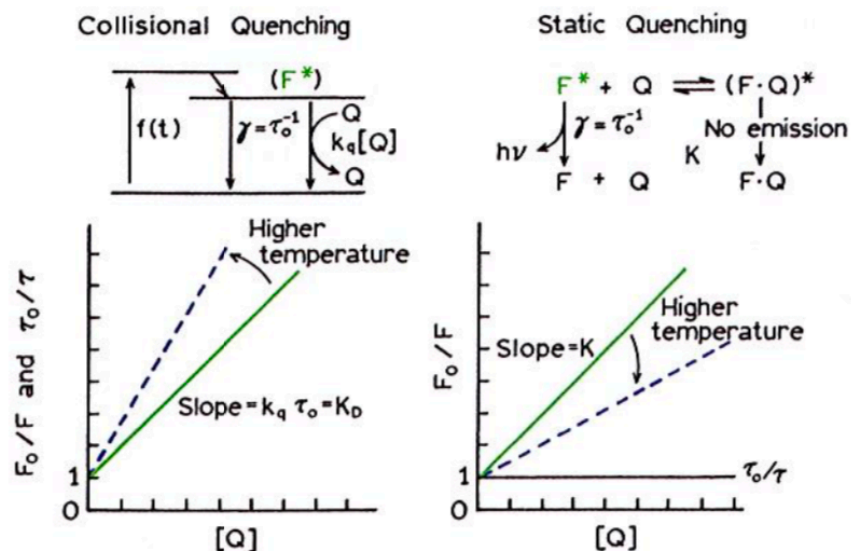 Collisional Quenching
(F*)
f(t)
γ = τo⁻¹
Q
kq[Q]
Q
Higher
temperature
Slope = kq τo = KD
Fo/F and τo/τ
1
0
[Q]
Static Quenching
F* + Q ⇌ (F·Q)*
γ = τo⁻¹
No emission
hν
K
F + Q
F·Q
Higher
temperature
Slope = K
Fo/F
τo/τ
1
0
[Q]